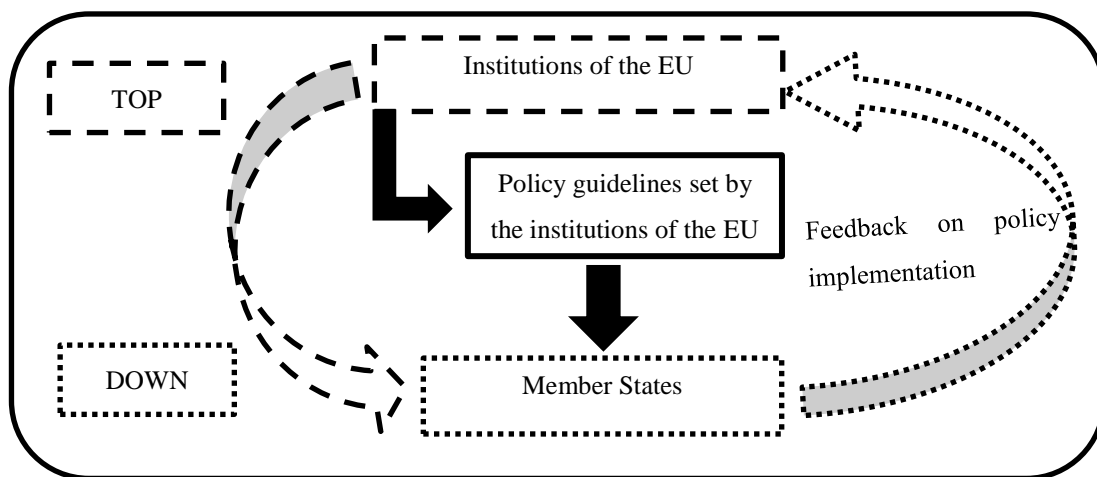 Institutions of the EU
TOP
Policy guidelines set by
the institutions of the EU
Feedback on policy
implementation
DOWN
Member States